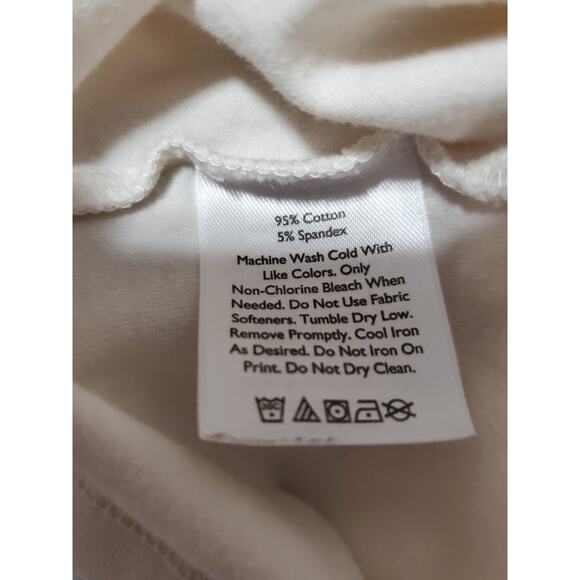 95% Cotton
5% Spandex
Machine Wash Cold With
Like Colors. Only
Non-Chlorine Bleach When
Needed. Do Not Use Fabric
Softeners. Tumble Dry Low.
Remove Promptly. Cool Iron
As Desired. Do Not Iron On
Print. Do Not Dry Clean.